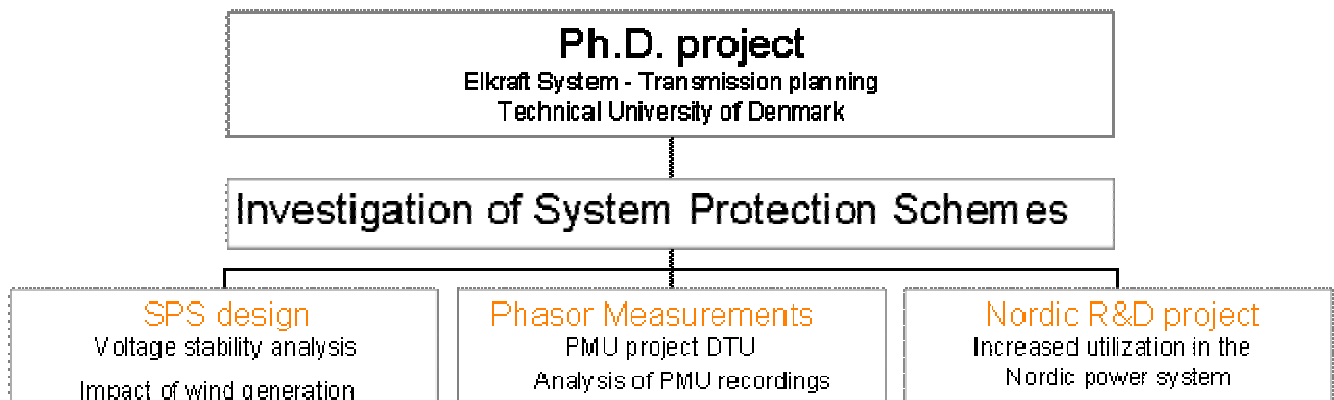 Ph.D. project
Elkraft System - Transmission planning
Technical University of Denmark
Investigation of System Protection Schemes
SPS design
Voltage stability analysis
Impact of wind generation
Phasor Measurements
PMU project DTU
Analysis of PMU recordings
Nordic R&D project
Increased utilization in the
Nordic power system